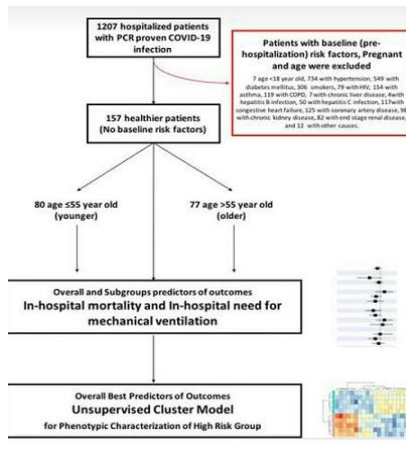 1207 hospitalized patients
with PCR proven COVID-19
infection
Patients with baseline (pre-
hospitalization) risk factors, Pregnant
and age were excluded
7 age <18 year old, 734 with hypertension, 549 with
diabetes mellitus, 306 smokers, 79 with HIV, 154 with
asthma, 119 with COPD, 7 with chronic liver disease, 4with
hepatitis B infection, 50 with hepatitis C infection, 117with
congestive heart failure, 125 with coronary artery disease, 98
with chronic kidney disease, 82 with end stage renal disease,
and 12 with other causes.
157 healthier patients
(No baseline risk factors)
80 age ≤55 year old
(younger)
77 age >55 year old
(older)
Overall and Subgroups predictors of outcomes
In-hospital mortality and In-hospital need for
mechanical ventilation
Overall Best Predictors of Outcomes
Unsupervised Cluster Model
for Phenotypic Characterization of High Risk Group